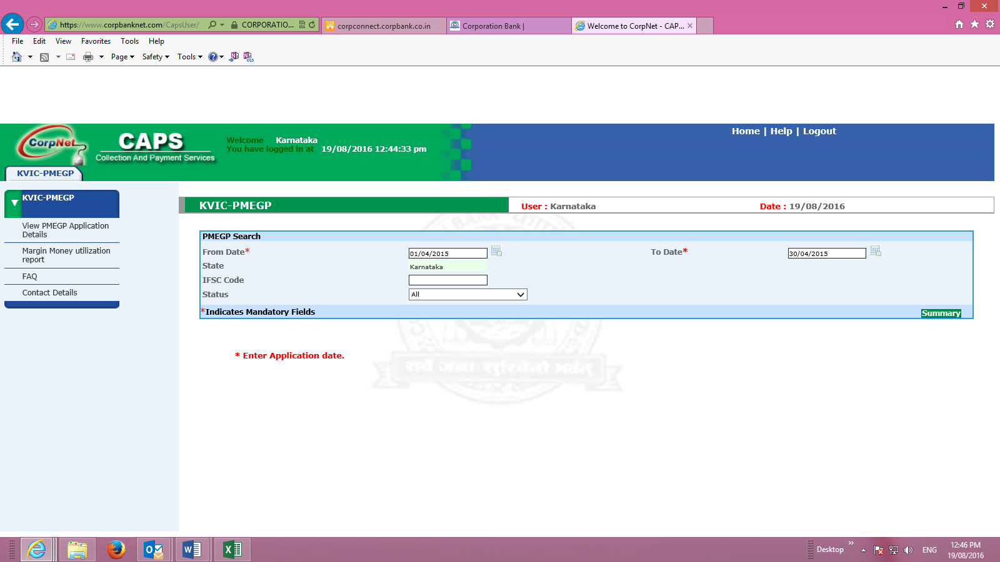 https://www.corpbanknet.com/CapsUser/
CORPORATIO...
corpconnect.corpbank.co.in
Corporation Bank |
Welcome to CorpNet - CAP...
File Edit View Favorites Tools Help
Page Safety Tools
CorpNet
CAPS
Collection And Payment Services
Welcome Karnataka
You have logged in at 19/08/2016 12:44:33 pm
Home | Help | Logout
KVIC-PMEGP
KVIC-PMEGP
View PMEGP Application
Details
Margin Money utilization
report
FAQ
Contact Details
KVIC-PMEGP
User : Karnataka
Date : 19/08/2016
PMEGP Search
From Date* 01/04/2015
To Date* 30/04/2015
State Karnataka
IFSC Code
Status All
*Indicates Mandatory Fields
Summary
* Enter Application date.
सर्वे जनाः सुखिनो भवन्तु
Desktop
ENG
12:46 PM
19/08/2016